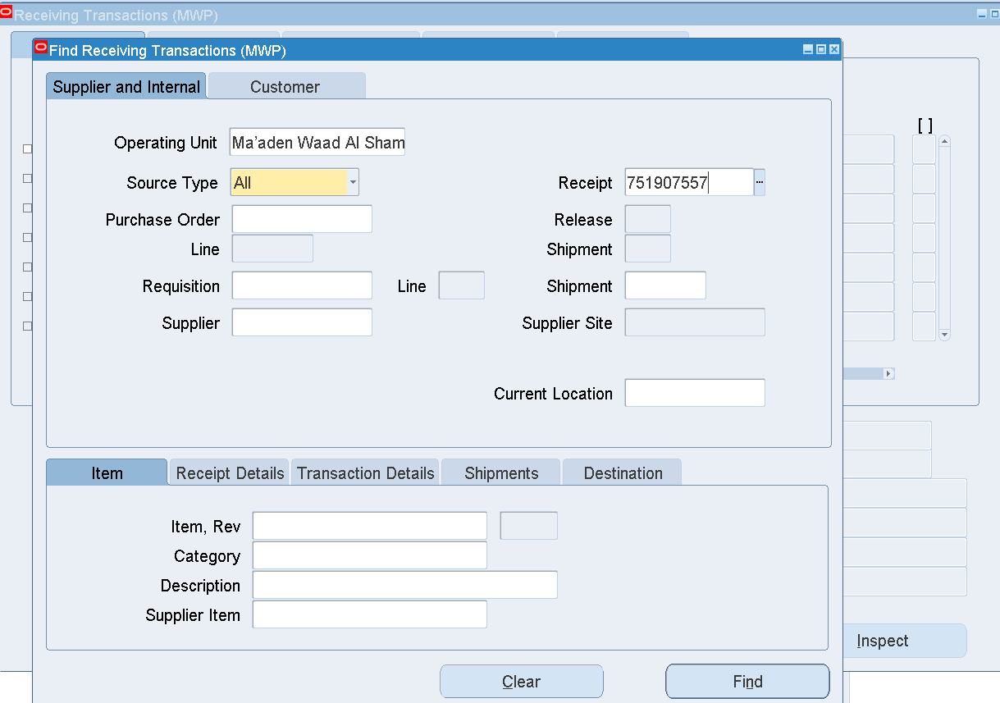 Receiving Transactions (MWP)
Find Receiving Transactions (MWP)
Supplier and Internal
Customer
Operating Unit Ma'aden Waad Al Sham
Source Type All
Receipt 751907557
Purchase Order
Release
Line
Shipment
Requisition
Line
Shipment
Supplier
Supplier Site
Current Location
[ ]
Item
Receipt Details
Transaction Details
Shipments
Destination
Item, Rev
Category
Description
Supplier Item
Inspect
Clear
Find